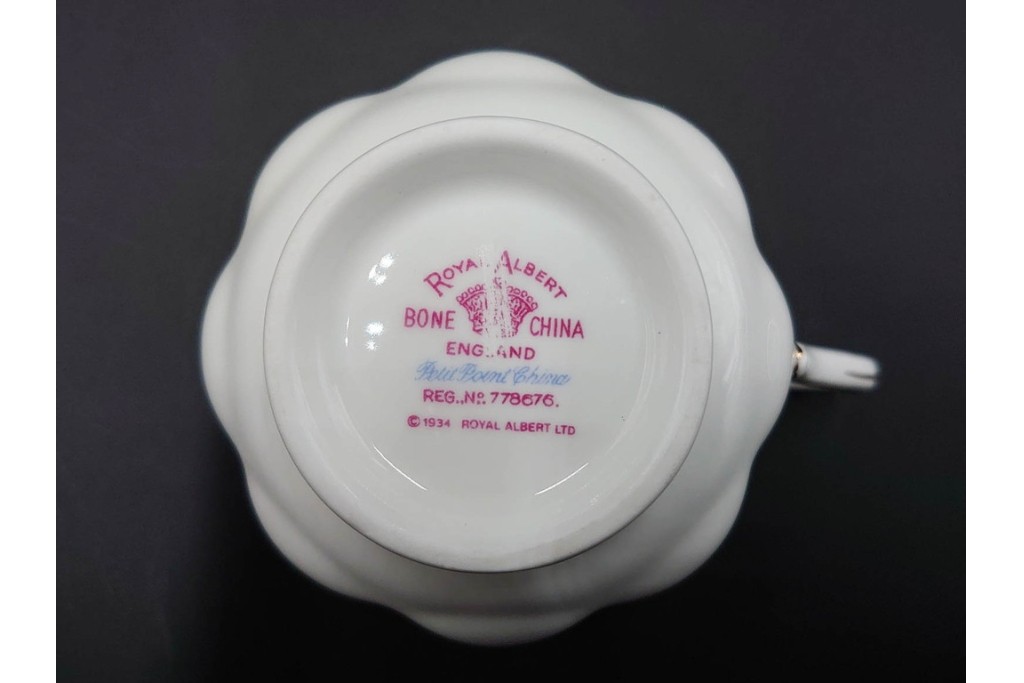 ROYAL ALBERT
BONE CHINA
ENGLAND
Petit Point China
REG., Nº. 778676.
© 1934 ROYAL ALBERT LTD